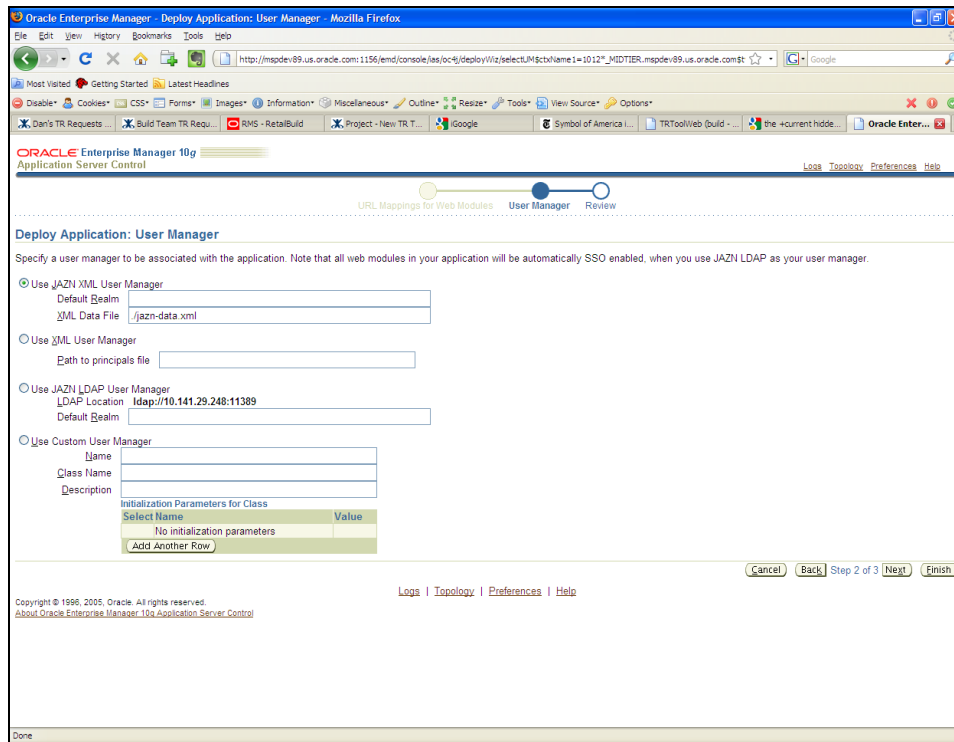 Oracle Enterprise Manager - Deploy Application: User Manager - Mozilla Firefox
File Edit View History Bookmarks Tools Help
http://mspdev89.us.oracle.com:1156/emd/console/ias/oc4j/deployWiz/selectUM$ctxName1=1012*_MIDTIER.mspdev89.us.oracle.com$t
Google
Most Visited Getting Started Latest Headlines
Disable Cookies CSS Forms Images Information Miscellaneous Outline Resize Tools View Source Options
Dan's TR Requests ... Build Team TR Requ... RMS - RetailBuild Project - New TR T... iGoogle Symbol of America i... TRToolWeb (build - ... the +current hidde... Oracle Enter...
ORACLE Enterprise Manager 10g
Application Server Control
Logs Topology Preferences Help
URL Mappings for Web Modules User Manager Review
Deploy Application: User Manager
Specify a user manager to be associated with the application. Note that all web modules in your application will be automatically SSO enabled, when you use JAZN LDAP as your user manager.
Use JAZN XML User Manager
Default Realm
XML Data File ./jazn-data.xml
Use XML User Manager
Path to principals file
Use JAZN LDAP User Manager
LDAP Location ldap://10.141.29.248:11389
Default Realm
Use Custom User Manager
Name
Class Name
Description
Initialization Parameters for Class
Select Name Value
No initialization parameters
Add Another Row
Cancel Back Step 2 of 3 Next Finish
Logs | Topology | Preferences | Help
Copyright © 1996, 2005, Oracle. All rights reserved.
About Oracle Enterprise Manager 10g Application Server Control
Done